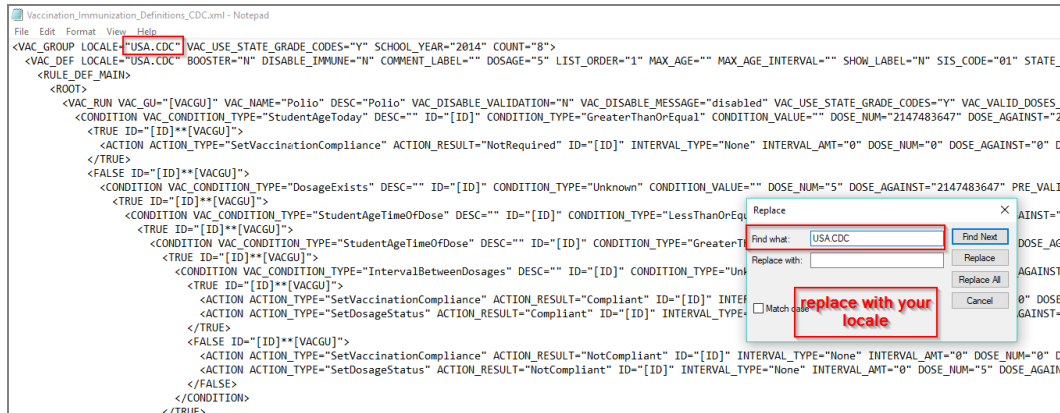 Vaccination_Immunization_Definitions_CDC.xml - Notepad
File Edit Format View Help
<VAC_GROUP LOCALE="USA.CDC" VAC_USE_STATE_GRADE_CODES="Y" SCHOOL_YEAR="2014" COUNT="8">
<VAC_DEF LOCALE="USA.CDC" BOOSTER="N" DISABLE_IMMUNE="N" COMMENT_LABEL="" DOSAGE="5" LIST_ORDER="1" MAX_AGE="" MAX_AGE_INTERVAL="" SHOW_LABEL="N" SIS_CODE="01" STATE_
<RULE_DEF_MAIN>
<ROOT>
<VAC_RUN VAC_GU="[VACGU]" VAC_NAME="Polio" DESC="Polio" VAC_DISABLE_VALIDATION="N" VAC_DISABLE_MESSAGE="disabled" VAC_USE_STATE_GRADE_CODES="Y" VAC_VALID_DOSES_
<CONDITION VAC_CONDITION_TYPE="StudentAgeToday" DESC="" ID="[ID]" CONDITION_TYPE="GreaterThanOrEqual" CONDITION_VALUE="" DOSE_NUM="2147483647" DOSE_AGAINST="2
<TRUE ID="[ID]**[VACGU]">
<ACTION ACTION_TYPE="SetVaccinationCompliance" ACTION_RESULT="NotRequired" ID="[ID]" INTERVAL_TYPE="None" INTERVAL_AMT="0" DOSE_NUM="0" DOSE_AGAINST="0" D
</TRUE>
<FALSE ID="[ID]**[VACGU]">
<CONDITION VAC_CONDITION_TYPE="DosageExists" DESC="" ID="[ID]" CONDITION_TYPE="Unknown" CONDITION_VALUE="" DOSE_NUM="5" DOSE_AGAINST="2147483647" PRE_VALI
<TRUE ID="[ID]**[VACGU]">
<CONDITION VAC_CONDITION_TYPE="StudentAgeTimeOfDose" DESC="" ID="[ID]" CONDITION_TYPE="LessThanOrEqu AINST="
<TRUE ID="[ID]**[VACGU]">
<CONDITION VAC_CONDITION_TYPE="StudentAgeTimeOfDose" DESC="" ID="[ID]" CONDITION_TYPE="GreaterT DOSE_AG
<TRUE ID="[ID]**[VACGU]">
<CONDITION VAC_CONDITION_TYPE="IntervalBetweenDosages" DESC="" ID="[ID]" CONDITION_TYPE="Un AGAINST
<TRUE ID="[ID]**[VACGU]">
<ACTION ACTION_TYPE="SetVaccinationCompliance" ACTION_RESULT="Compliant" ID="[ID]" INTE 0" DOSE
<ACTION ACTION_TYPE="SetDosageStatus" ACTION_RESULT="Compliant" ID="[ID]" INTERVAL_TYPE= GAINST=
</TRUE>
<FALSE ID="[ID]**[VACGU]">
<ACTION ACTION_TYPE="SetVaccinationCompliance" ACTION_RESULT="NotCompliant" ID="[ID]" INTERVAL_TYPE="None" INTERVAL_AMT="0" DOSE_NUM="0" D
<ACTION ACTION_TYPE="SetDosageStatus" ACTION_RESULT="NotCompliant" ID="[ID]" INTERVAL_TYPE="None" INTERVAL_AMT="0" DOSE_NUM="5" DOSE_AGAIN
</FALSE>
</CONDITION>
</TRUE>
Replace
Find what: USA.CDC Find Next
Replace with: Replace
Replace All
Match case Cancel
replace with your
locale